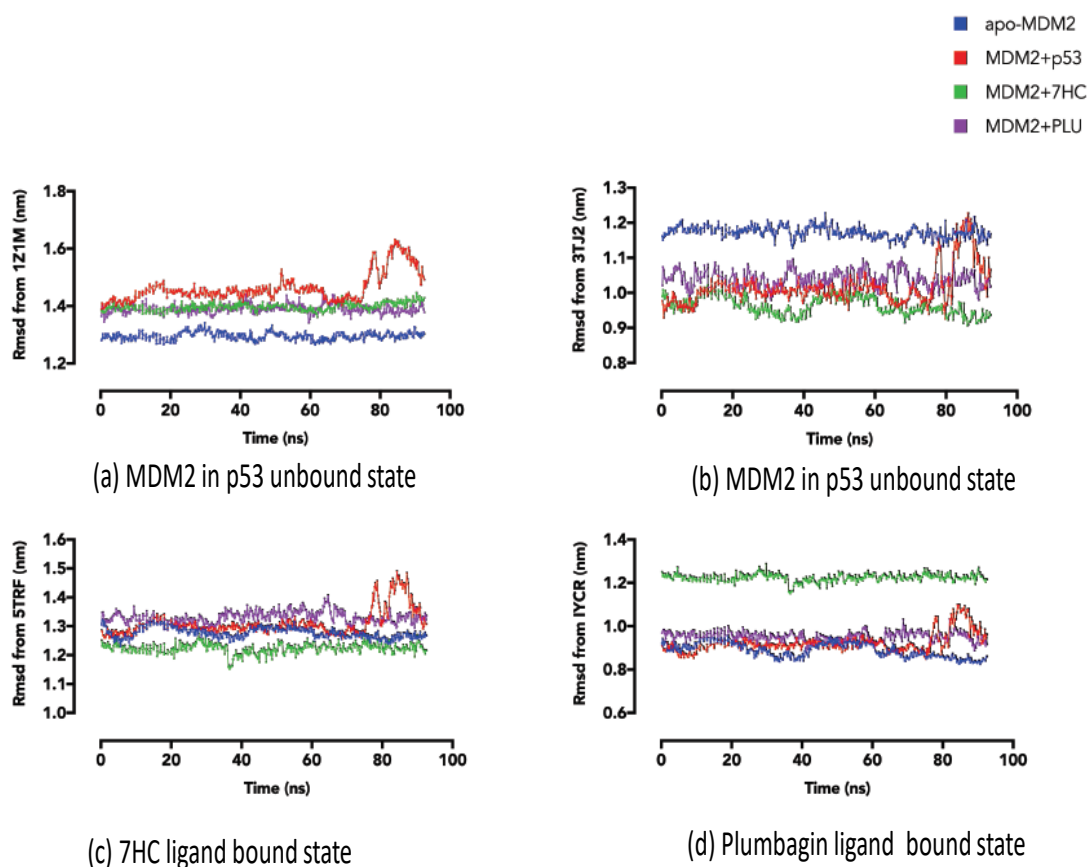 apo-MDM2
MDM2+p53
MDM2+7HC
MDM2+PLU
Rmsd from 1Z1M (nm)
1.8
1.6
1.4
1.2
0 20 40 60 80 100
Time (ns)
(a) MDM2 in p53 unbound state
Rmsd from 3TJ2 (nm)
1.3
1.2
1.1
1.0
0.9
0.8
0 20 40 60 80 100
Time (ns)
(b) MDM2 in p53 unbound state
Rmsd from 5TRF (nm)
1.6
1.5
1.4
1.3
1.2
1.1
1.0
0 20 40 60 80 100
Time (ns)
(c) 7HC ligand bound state
Rmsd from IYCR (nm)
1.4
1.2
1.0
0.8
0.6
0 20 40 60 80 100
Time (ns)
(d) Plumbagin ligand bound state